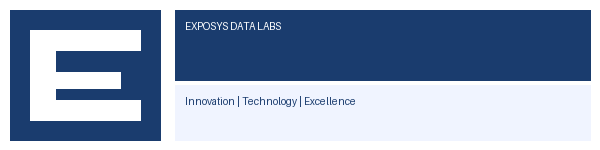 E
EXPOSYS DATA LABS
Innovation | Technology | Excellence